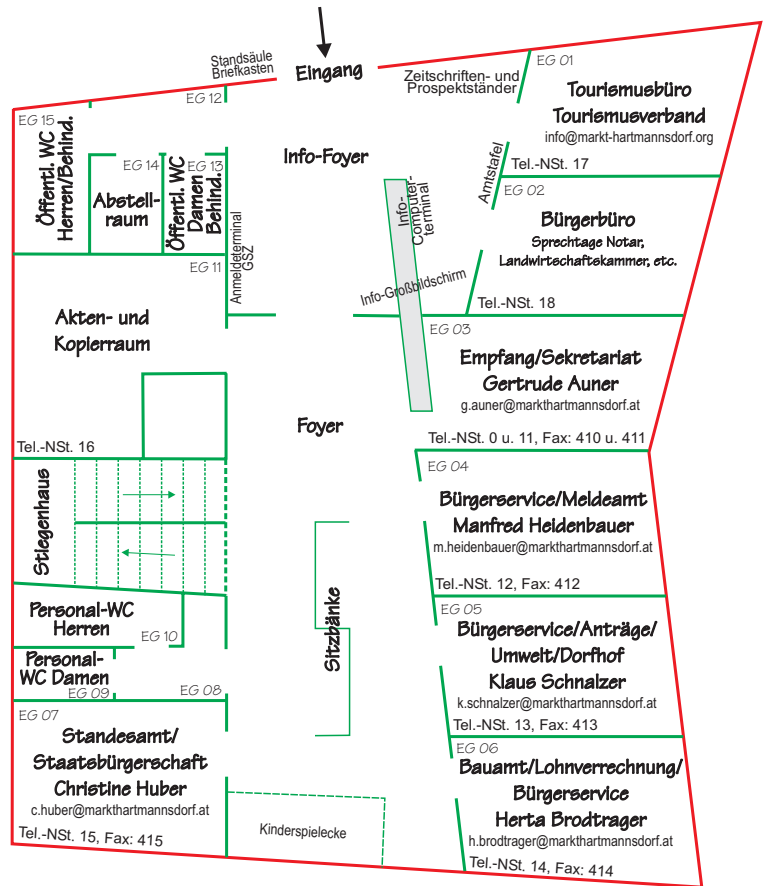 Standsäule
Briefkasten
Eingang
Zeitschriften- und
Prospektständer
EG 01
Tourismusbüro
Tourismusverband
info@markt-hartmannsdorf.org
Tel.-NSt. 17
EG 12
EG 15
Öffentl. WC
Herren/Behind.
EG 14
Abstell-
raum
EG 13
Öffentl. WC
Damen
Behind.
Info-Foyer
Amtstafel
EG 02
Bürgerbüro
Sprechtage Notar,
Landwirtschaftskammer, etc.
Tel.-NSt. 18
Info-
Computer-
terminal
Info-Großbildschirm
Anmeldeterminal
GSZ
EG 11
Akten- und
Kopierraum
Tel.-NSt. 16
EG 03
Empfang/Sekretariat
Gertrude Auner
g.auner@markthartmannsdorf.at
Tel.-NSt. 0 u. 11, Fax: 410 u. 411
Foyer
Stiegenhaus
EG 04
Bürgerservice/Meldeamt
Manfred Heidenbauer
m.heidenbauer@markthartmannsdorf.at
Tel.-NSt. 12, Fax: 412
Sitzbänke
Personal-WC
Herren
EG 10
Personal-
WC Damen
EG 09
EG 08
EG 05
Bürgerservice/Anträge/
Umwelt/Dorfhof
Klaus Schnalzer
k.schnalzer@markthartmannsdorf.at
Tel.-NSt. 13, Fax: 413
EG 07
Standesamt/
Staatsbürgerschaft
Christine Huber
c.huber@markthartmannsdorf.at
Tel.-NSt. 15, Fax: 415
Kinderspielecke
EG 06
Bauamt/Lohnverrechnung/
Bürgerservice
Herta Brodtrager
h.brodtrager@markthartmannsdorf.at
Tel.-NSt. 14, Fax: 414